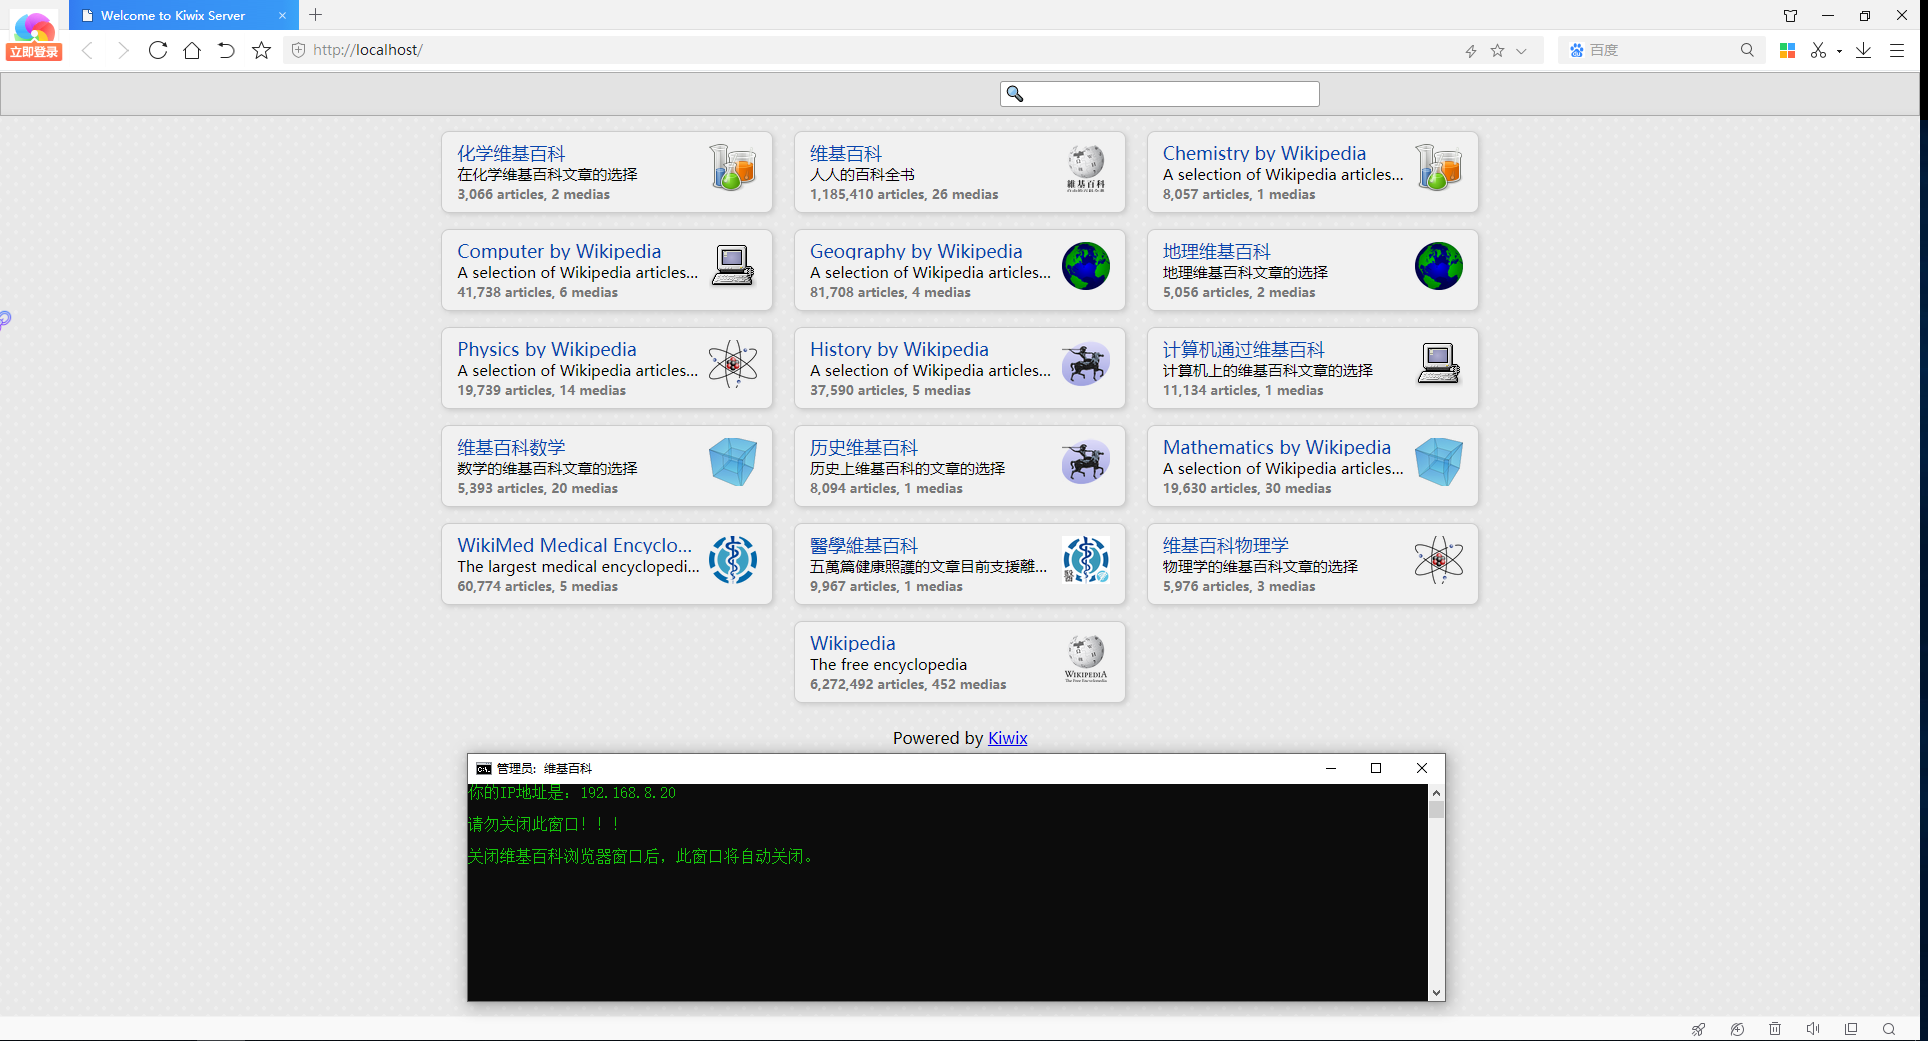 Welcome to Kiwix Server
立即登录
http://localhost/
百度
化学维基百科
在化学维基百科文章的选择
3,066 articles, 2 medias
维基百科
人人的百科全书
1,185,410 articles, 26 medias
維基百科
Chemistry by Wikipedia
A selection of Wikipedia articles...
8,057 articles, 1 medias
Computer by Wikipedia
A selection of Wikipedia articles...
41,738 articles, 6 medias
Geography by Wikipedia
A selection of Wikipedia articles...
81,708 articles, 4 medias
地理维基百科
地理维基百科文章的选择
5,056 articles, 2 medias
Physics by Wikipedia
A selection of Wikipedia articles...
19,739 articles, 14 medias
History by Wikipedia
A selection of Wikipedia articles...
37,590 articles, 5 medias
计算机通过维基百科
计算机上的维基百科文章的选择
11,134 articles, 1 medias
维基百科数学
数学的维基百科文章的选择
5,393 articles, 20 medias
历史维基百科
历史上维基百科的文章的选择
8,094 articles, 1 medias
Mathematics by Wikipedia
A selection of Wikipedia articles...
19,630 articles, 30 medias
WikiMed Medical Encyclo...
The largest medical encyclopedi...
60,774 articles, 5 medias
醫學維基百科
五萬篇健康照護的文章目前支援離...
9,967 articles, 1 medias
醫
维基百科物理学
物理学的维基百科文章的选择
5,976 articles, 3 medias
Wikipedia
The free encyclopedia
6,272,492 articles, 452 medias
WIKIPEDIA
The Free Encyclopedia
Powered by Kiwix
管理员: 维基百科
你的IP地址是：192.168.8.20
请勿关闭此窗口！！！
关闭维基百科浏览器窗口后，此窗口将自动关闭。